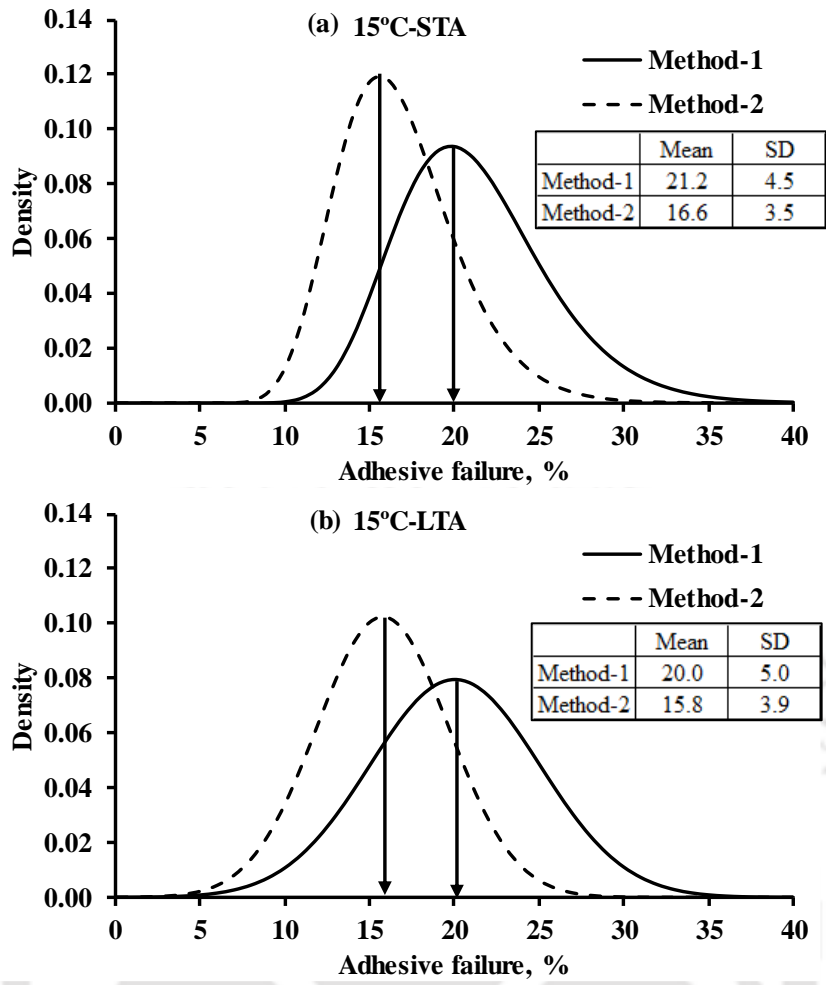 (a) 15ºC-STA
Method-1
Method-2
Mean SD
Method-1 21.2 4.5
Method-2 16.6 3.5
Density
0.14
0.12
0.10
0.08
0.06
0.04
0.02
0.00
0 5 10 15 20 25 30 35 40
Adhesive failure, %
(b) 15ºC-LTA
Method-1
Method-2
Mean SD
Method-1 20.0 5.0
Method-2 15.8 3.9
Density
0.14
0.12
0.10
0.08
0.06
0.04
0.02
0.00
0 5 10 15 20 25 30 35 40
Adhesive failure, %